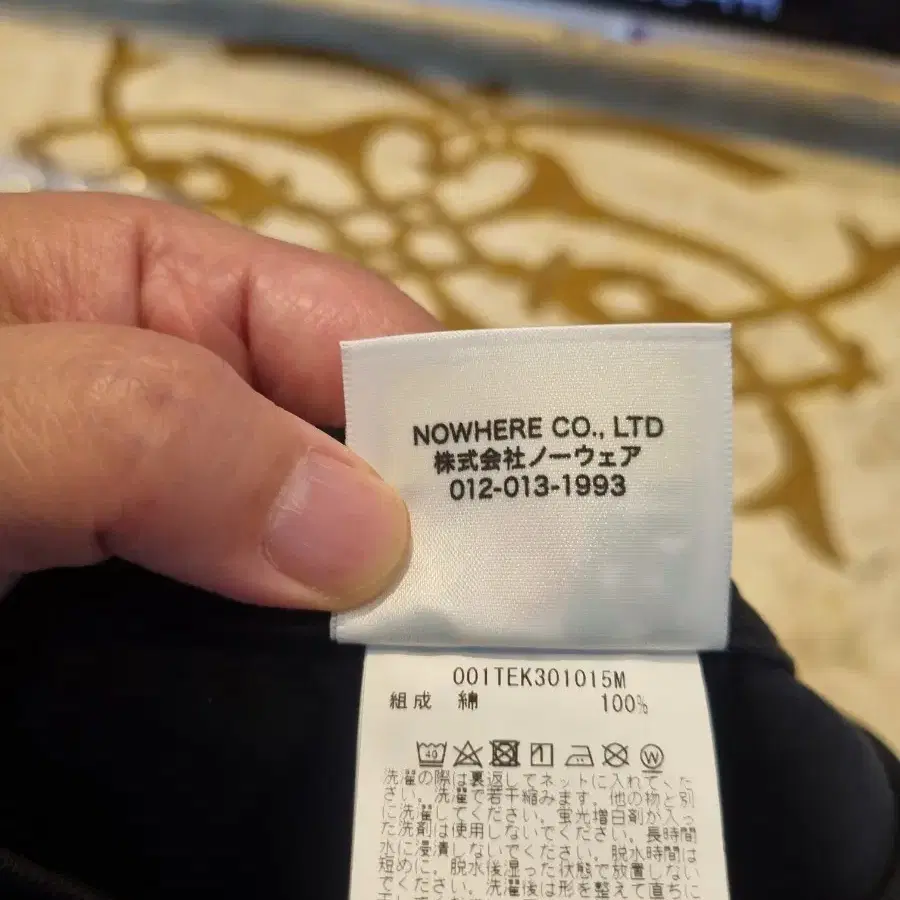 NOWHERE CO., LTD
株式会社ノーウェア
012-013-1993
001TEK301015M
組成 綿 100%
40 W
洗濯の際は裏返してネットに入れてくだ
さい。洗濯で若干縮みます。他の物と別
に洗濯してください。蛍光増白剤が入っ
た洗剤は使用しないでください。長時間
水に浸漬しないでください。脱水時間は
短めに。脱水後湿った状態で放置しない
でください。洗濯後は形を整えて直ちに